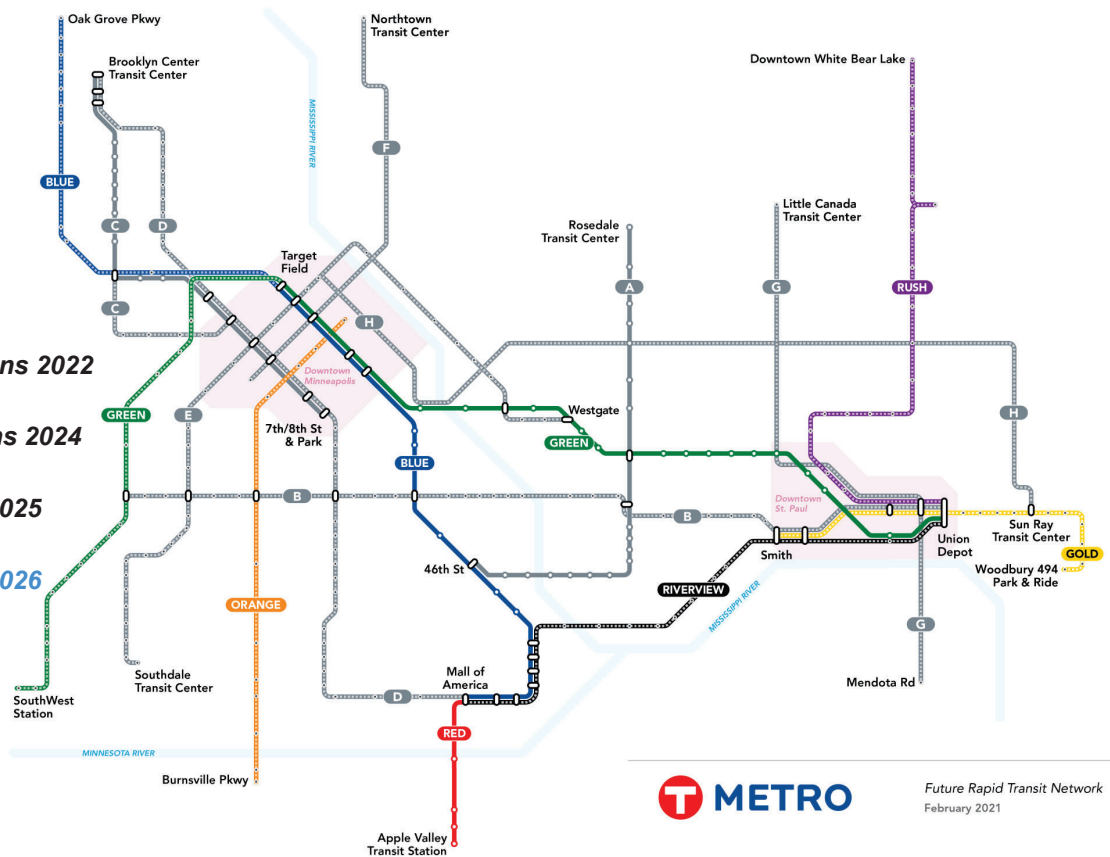 Oak Grove Pkwy
Northtown
Transit Center
Brooklyn Center
Transit Center
Downtown White Bear Lake
MISSISSIPPI RIVER
F
BLUE
Little Canada
Transit Center
C
D
Rosedale
Transit Center
Target
Field
A
G
RUSH
C
H
ns 2022
Downtown
Minneapolis
GREEN
E
Westgate
H
7th/8th St
& Park
GREEN
ns 2024
BLUE
B
Downtown
St. Paul
025
B
Sun Ray
Transit Center
Smith
Union
Depot
GOLD
46th St
Woodbury 494
Park & Ride
026
RIVERVIEW
ORANGE
MISSISSIPPI RIVER
G
Southdale
Transit Center
Mall of
America
Mendota Rd
SouthWest
Station
D
RED
MINNESOTA RIVER
Burnsville Pkwy
T METRO
Future Rapid Transit Network
February 2021
Apple Valley
Transit Station